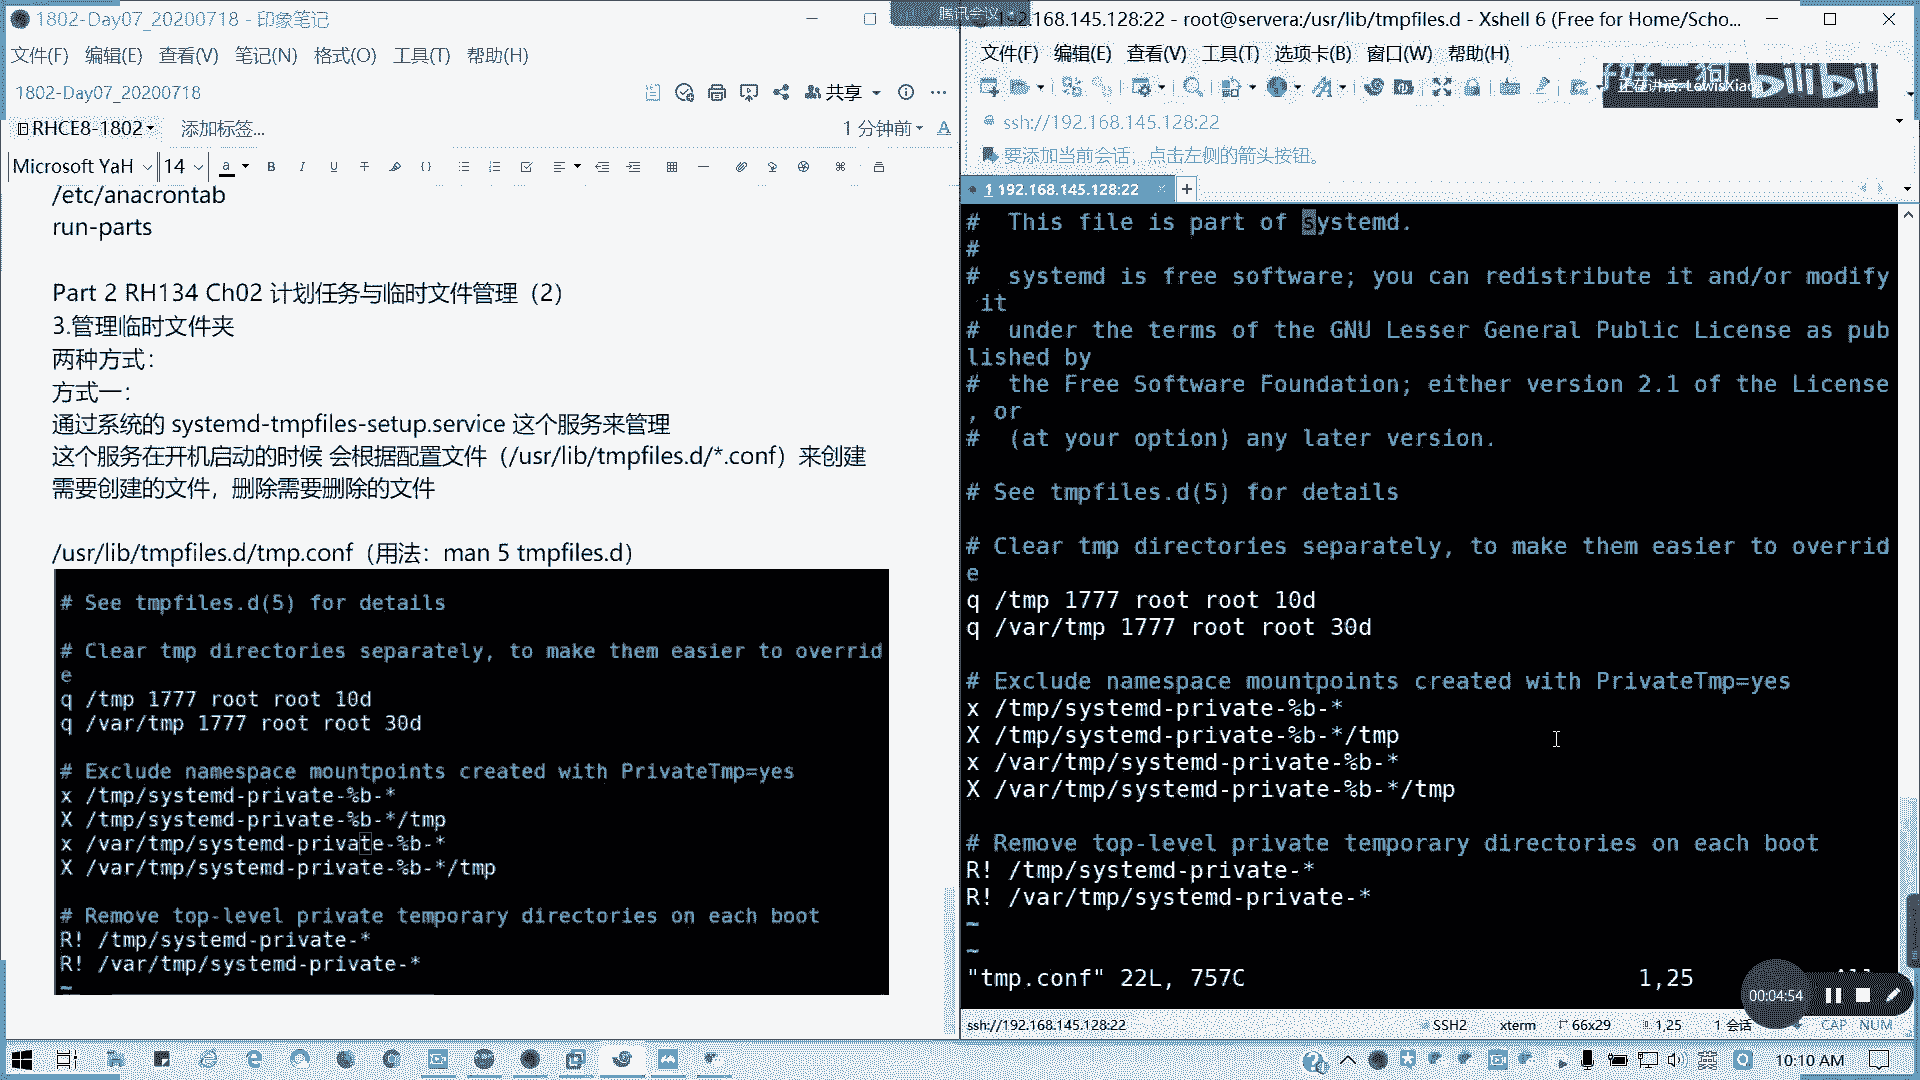 1802-Day07_20200718 - 印象笔记
文件(F) 编辑(E) 查看(V) 笔记(N) 格式(O) 工具(T) 帮助(H)
1802-Day07_20200718
共享
RHCE8-1802
添加标签...
1 分钟前
Microsoft YaH
14
/etc/anacrontab
run-parts
Part 2 RH134 Ch02 计划任务与临时文件管理（2）
3.管理临时文件夹
两种方式：
方式一：
通过系统的 systemd-tmpfiles-setup.service 这个服务来管理
这个服务在开机启动的时候 会根据配置文件（/usr/lib/tmpfiles.d/*.conf）来创建
需要创建的文件，删除需要删除的文件
/usr/lib/tmpfiles.d/tmp.conf（用法：man 5 tmpfiles.d）
# See tmpfiles.d(5) for details
# Clear tmp directories separately, to make them easier to overrid
e
q /tmp 1777 root root 10d
q /var/tmp 1777 root root 30d
# Exclude namespace mountpoints created with PrivateTmp=yes
x /tmp/systemd-private-%b-*
X /tmp/systemd-private-%b-*/tmp
x /var/tmp/systemd-private-%b-*
X /var/tmp/systemd-private-%b-*/tmp
# Remove top-level private temporary directories on each boot
R! /tmp/systemd-private-*
R! /var/tmp/systemd-private-*
~
腾讯会议
.168.145.128:22 - root@servera:/usr/lib/tmpfiles.d - Xshell 6 (Free for Home/Scho...
文件(F) 编辑(E) 查看(V) 工具(T) 选项卡(B) 窗口(W) 帮助(H)
正在讲话: LewisXiao
bilibili
ssh://192.168.145.128:22
要添加当前会话，点击左侧的箭头按钮。
1 192.168.145.128:22
#  This file is part of systemd.
#
#  systemd is free software; you can redistribute it and/or modify
it
#  under the terms of the GNU Lesser General Public License as pub
lished by
#  the Free Software Foundation; either version 2.1 of the License
, or
#  (at your option) any later version.
# See tmpfiles.d(5) for details
# Clear tmp directories separately, to make them easier to overrid
e
q /tmp 1777 root root 10d
q /var/tmp 1777 root root 30d
# Exclude namespace mountpoints created with PrivateTmp=yes
x /tmp/systemd-private-%b-*
X /tmp/systemd-private-%b-*/tmp
x /var/tmp/systemd-private-%b-*
X /var/tmp/systemd-private-%b-*/tmp
# Remove top-level private temporary directories on each boot
R! /tmp/systemd-private-*
R! /var/tmp/systemd-private-*
~
~
"tmp.conf" 22L, 757C
1,25
00:04:54
ssh://192.168.145.128:22
SSH2
xterm
66x29
1,25
1 会话
CAP NUM
10:10 AM